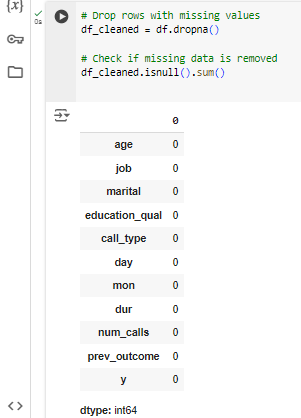 {x}
0s
# Drop rows with missing values
df_cleaned = df.dropna()
# Check if missing data is removed
df_cleaned.isnull().sum()
0
age 0
job 0
marital 0
education_qual 0
call_type 0
day 0
mon 0
dur 0
num_calls 0
prev_outcome 0
y 0
dtype: int64